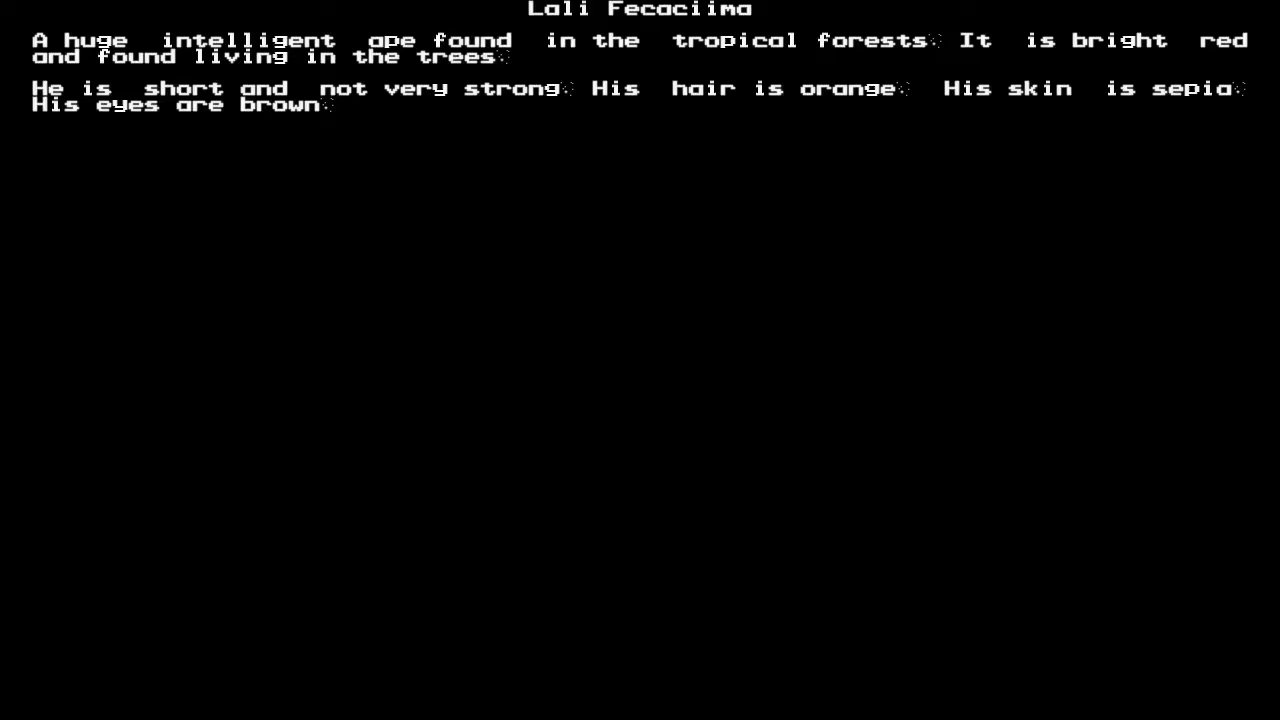 Lali Fecaciima
A huge intelligent ape found in the tropical forests. It is bright red
and found living in the trees.
He is short and not very strong. His hair is orange. His skin is sepia.
His eyes are brown.